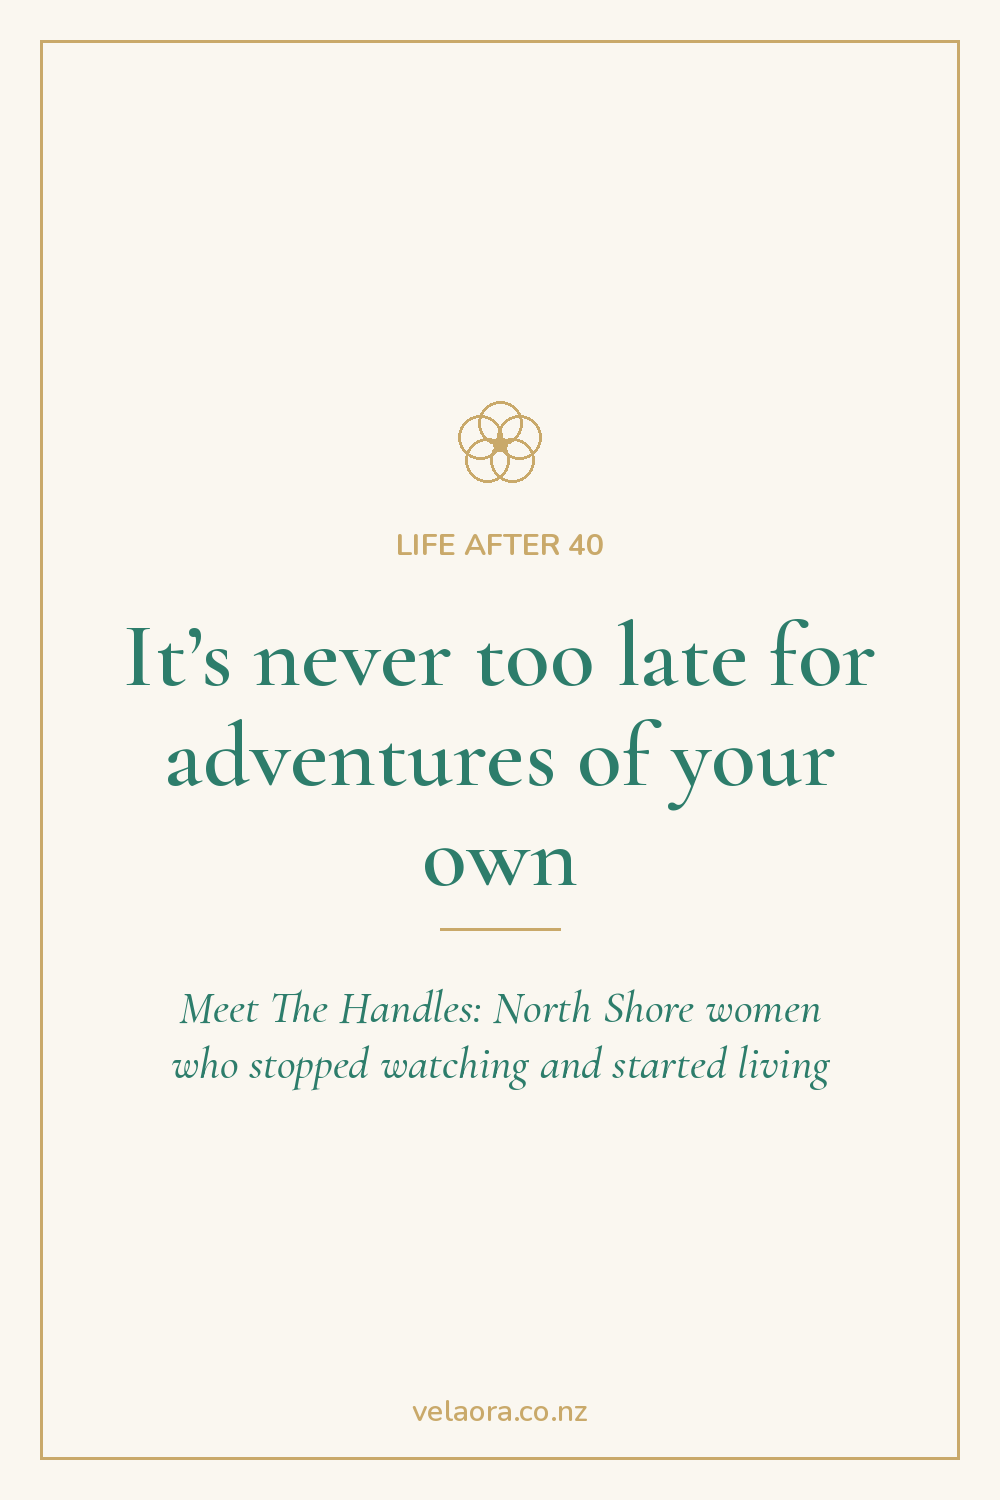 LIFE AFTER 40
It’s never too late for
adventures of your
own
Meet The Handles: North Shore women
who stopped watching and started living
velaora.co.nz